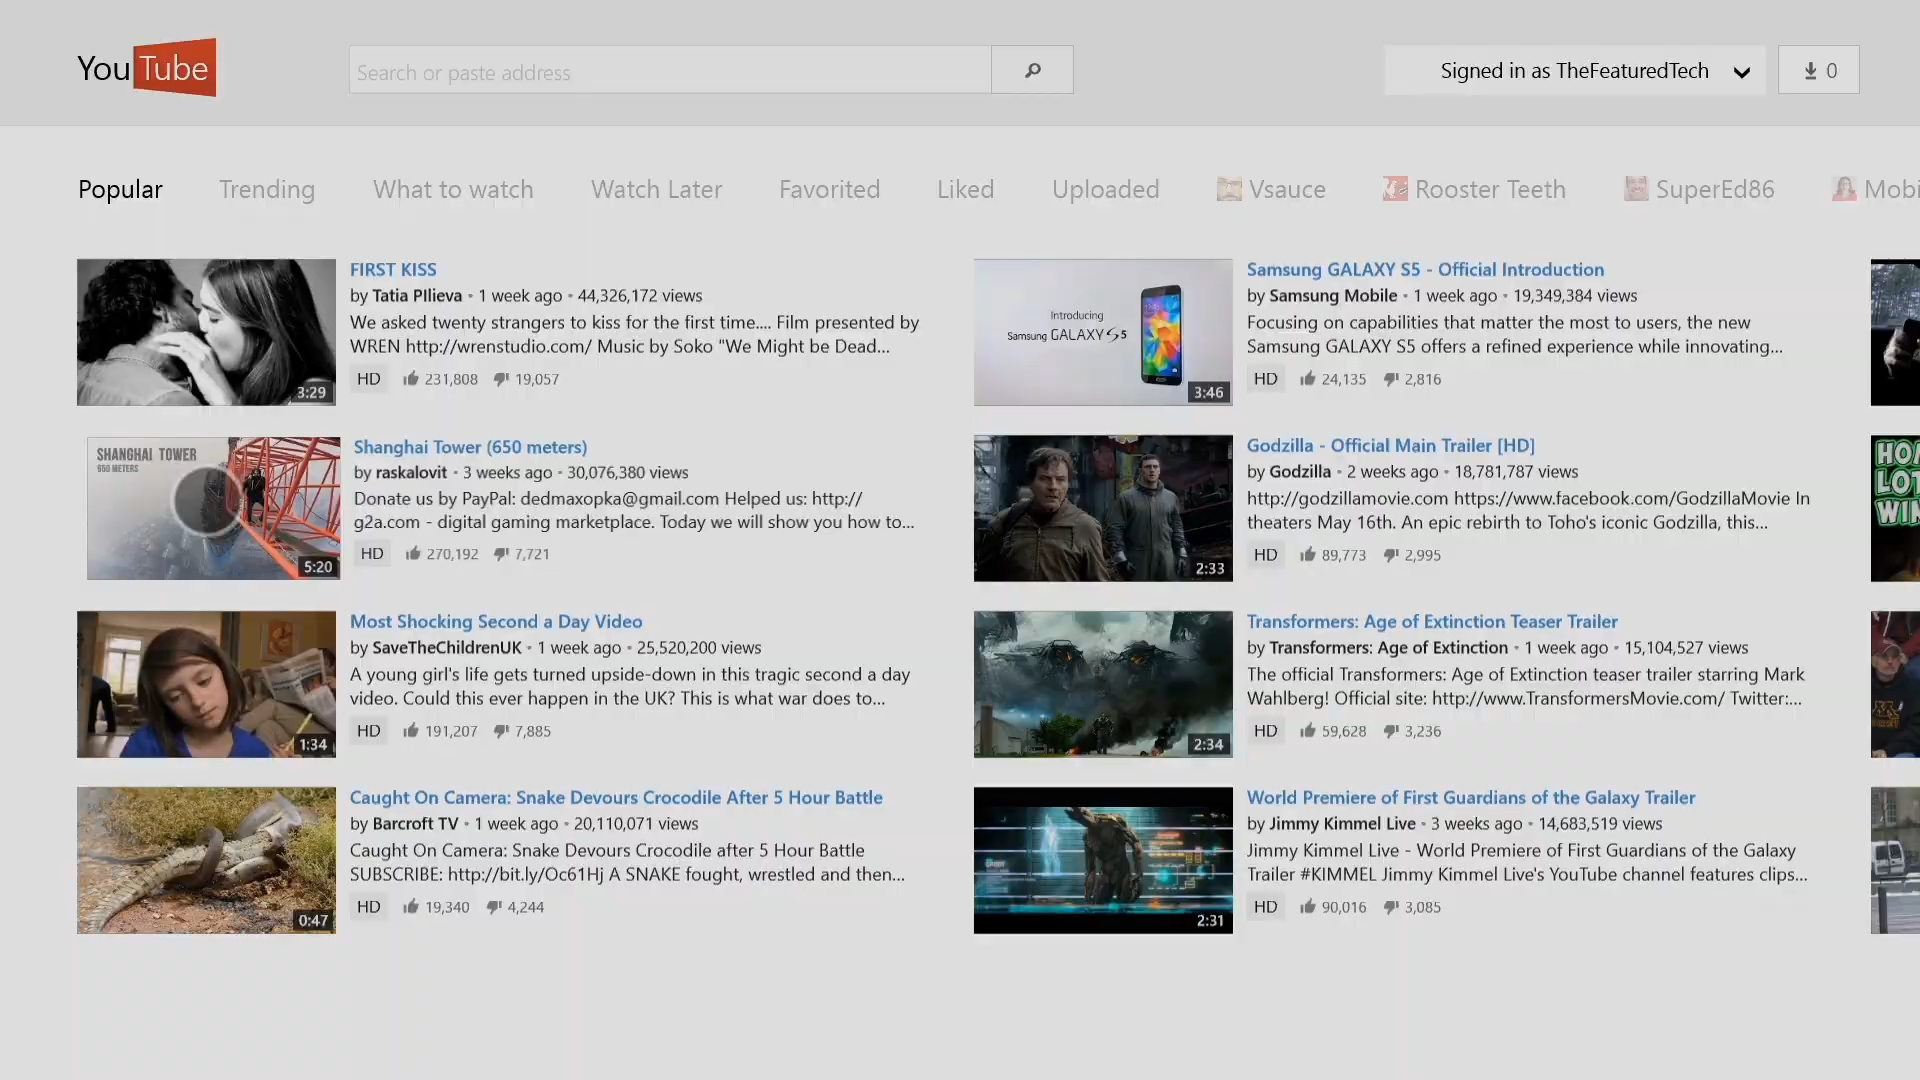 YouTube
Search or paste address
Signed in as TheFeaturedTech
0
Popular Trending What to watch Watch Later Favorited Liked Uploaded Vsauce Rooster Teeth SuperEd86 Mobi
FIRST KISS
by Tatia PIlieva • 1 week ago • 44,326,172 views
We asked twenty strangers to kiss for the first time.... Film presented by
WREN http://wrenstudio.com/ Music by Soko "We Might be Dead...
HD 231,808 19,057
3:29
SHANGHAI TOWER
650 METERS
5:20
Shanghai Tower (650 meters)
by raskalovit • 3 weeks ago • 30,076,380 views
Donate us by PayPal: dedmaxopka@gmail.com Helped us: http://
g2a.com - digital gaming marketplace. Today we will show you how to...
HD 270,192 7,721
Most Shocking Second a Day Video
by SaveTheChildrenUK • 1 week ago • 25,520,200 views
A young girl's life gets turned upside-down in this tragic second a day
video. Could this ever happen in the UK? This is what war does to...
HD 191,207 7,885
1:34
Caught On Camera: Snake Devours Crocodile After 5 Hour Battle
by Barcroft TV • 1 week ago • 20,110,071 views
Caught On Camera: Snake Devours Crocodile after 5 Hour Battle
SUBSCRIBE: http://bit.ly/Oc61Hj A SNAKE fought, wrestled and then...
HD 19,340 4,244
0:47
Introducing
Samsung GALAXY S5
3:46
Samsung GALAXY S5 - Official Introduction
by Samsung Mobile • 1 week ago • 19,349,384 views
Focusing on capabilities that matter the most to users, the new
Samsung GALAXY S5 offers a refined experience while innovating...
HD 24,135 2,816
Godzilla - Official Main Trailer [HD]
by Godzilla • 2 weeks ago • 18,781,787 views
http://godzillamovie.com https://www.facebook.com/GodzillaMovie In
theaters May 16th. An epic rebirth to Toho's iconic Godzilla, this...
HD 89,773 2,995
2:33
Transformers: Age of Extinction Teaser Trailer
by Transformers: Age of Extinction • 1 week ago • 15,104,527 views
The official Transformers: Age of Extinction teaser trailer starring Mark
Wahlberg! Official site: http://www.TransformersMovie.com/ Twitter:...
HD 59,628 3,236
2:34
World Premiere of First Guardians of the Galaxy Trailer
by Jimmy Kimmel Live • 3 weeks ago • 14,683,519 views
Jimmy Kimmel Live - World Premiere of First Guardians of the Galaxy
Trailer #KIMMEL Jimmy Kimmel Live's YouTube channel features clips...
HD 90,016 3,085
2:31